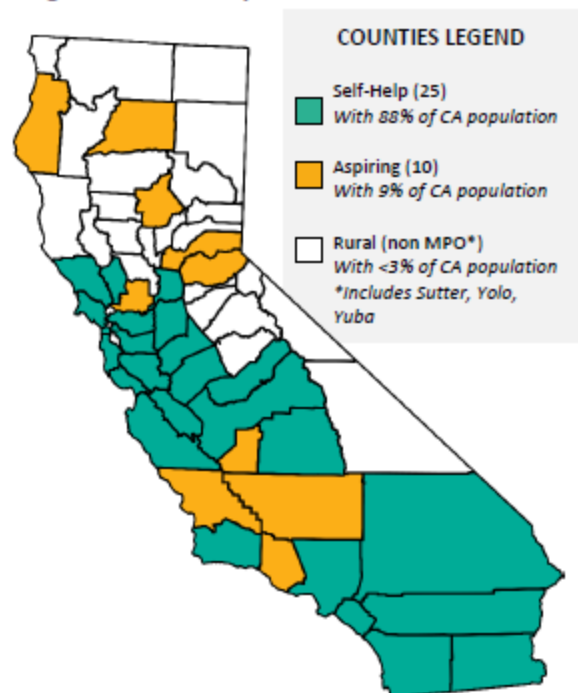 COUNTIES LEGEND
Self-Help (25)
With 88% of CA population
Aspiring (10)
With 9% of CA population
Rural (non MPO*)
With <3% of CA population
*Includes Sutter, Yolo,
Yuba